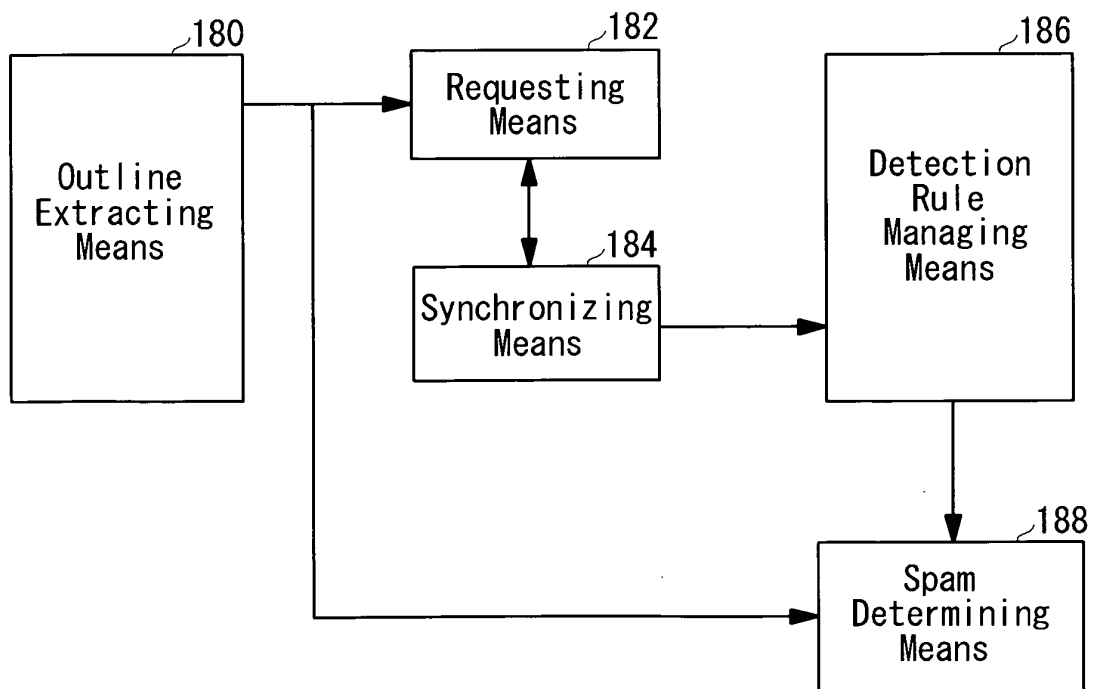 180
Outline
Extracting
Means
182
Requesting
Means
184
Synchronizing
Means
186
Detection
Rule
Managing
Means
188
Spam
Determining
Means